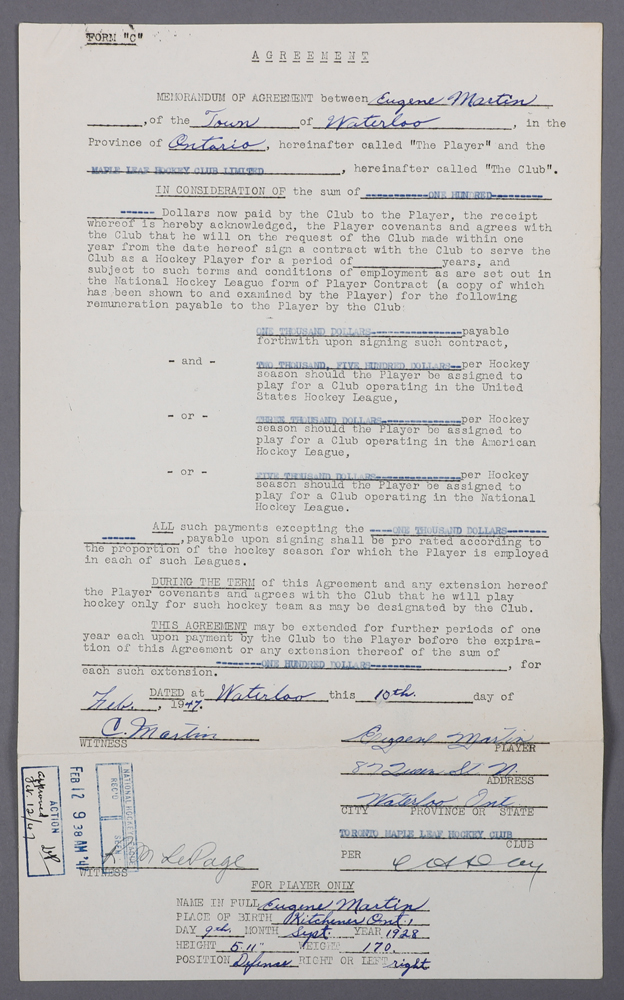 FORM "C"
AGREEMENT
MEMORANDUM OF AGREEMENT between Eugene Martin
, of the Town of Waterloo, in the
Province of Ontario, hereinafter called "The Player" and the
MAPLE LEAF HOCKEY CLUB LIMITED, hereinafter called "The Club".
IN CONSIDERATION OF the sum of ----------ONE HUNDRED---------
------ Dollars now paid by the Club to the Player, the receipt
whereof is hereby acknowledged, the Player covenants and agrees with
the Club that he will on the request of the Club made within one
year from the date hereof sign a contract with the Club to serve the
Club as a Hockey Player for a period of __________ years, and
subject to such terms and conditions of employment as are set out in
the National Hockey League form of Player Contract (a copy of which
has been shown to and examined by the Player) for the following
remuneration payable to the Player by the Club:
ONE THOUSAND DOLLARS---------------payable
forthwith upon signing such contract,
- and - TWO THOUSAND, FIVE HUNDRED DOLLARS--per Hockey
season should the Player be assigned to
play for a Club operating in the United
States Hockey League,
- or - THREE THOUSAND DOLLARS-------------per Hockey
season should the Player be assigned to
play for a Club operating in the American
Hockey League,
- or - FIVE THOUSAND DOLLARS--------------per Hockey
season should the Player be assigned to
play for a Club operating in the National
Hockey League.
ALL such payments excepting the ----ONE THOUSAND DOLLARS-------
------, payable upon signing shall be pro rated according to
the proportion of the hockey season for which the Player is employed
in each of such Leagues.
DURING THE TERM of this Agreement and any extension hereof
the Player covenants and agrees with the Club that he will play
hockey only for such hockey team as may be designated by the Club.
THIS AGREEMENT may be extended for further periods of one
year each upon payment by the Club to the Player before the expira-
tion of this Agreement or any extension thereof of the sum of
--------ONE HUNDRED DOLLARS--------, for
each such extension.
DATED at Waterloo this 10th. day of
Feb., 1947.
C. Martin
WITNESS
Eugene Martin
PLAYER
87 Queen St. N.
ADDRESS
Waterloo Ont.
CITY PROVINCE OR STATE
TORONTO MAPLE LEAF HOCKEY CLUB
CLUB
PER
ACTION
approved
FEB 12 9 38 AM '47
NATIONAL HOCKEY
REC'D
M LePage
WITNESS
FOR PLAYER ONLY
NAME IN FULL Eugene Martin
PLACE OF BIRTH Kitchener Ont.
DAY 9th. MONTH Sept. YEAR 1928
HEIGHT 5.11" WEIGHT 170.
POSITION Defense. RIGHT OR LEFT right